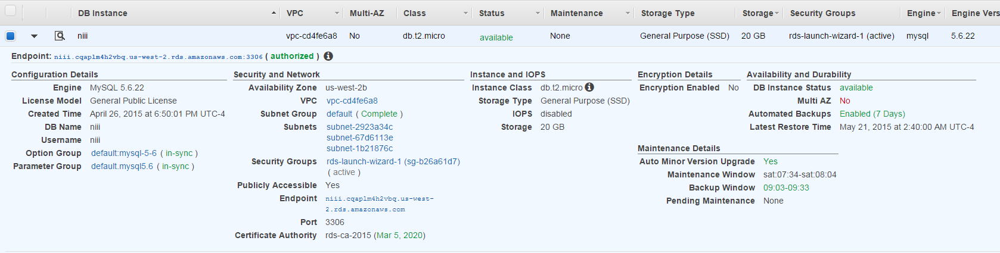 DB Instance VPC Multi-AZ Class Status Maintenance Storage Type Storage Security Groups Engine Engine Vers
niii vpc-cd4fe6a8 No db.t2.micro available None General Purpose (SSD) 20 GB rds-launch-wizard-1 (active) mysql 5.6.22
Endpoint: niii.cqaplm4h2vbq.us-west-2.rds.amazonaws.com:3306 ( authorized )
Configuration Details
Engine MySQL 5.6.22
License Model General Public License
Created Time April 26, 2015 at 6:50:01 PM UTC-4
DB Name niii
Username niii
Option Group default:mysql-5-6 ( in-sync )
Parameter Group default.mysql5.6 ( in-sync )
Security and Network
Availability Zone us-west-2b
VPC vpc-cd4fe6a8
Subnet Group default ( Complete )
Subnets subnet-2923a34c
subnet-67d6113e
subnet-1b21876c
Security Groups rds-launch-wizard-1 (sg-b26a61d7)
( active )
Publicly Accessible Yes
Endpoint niii.cqaplm4h2vbq.us-west-
2.rds.amazonaws.com
Port 3306
Certificate Authority rds-ca-2015 (Mar 5, 2020)
Instance and IOPS
Instance Class db.t2.micro
Storage Type General Purpose (SSD)
IOPS disabled
Storage 20 GB
Encryption Details
Encryption Enabled No
Availability and Durability
DB Instance Status available
Multi AZ No
Automated Backups Enabled (7 Days)
Latest Restore Time May 21, 2015 at 2:40:00 AM UTC-4
Maintenance Details
Auto Minor Version Upgrade Yes
Maintenance Window sat:07:34-sat:08:04
Backup Window 09:03-09:33
Pending Maintenance None